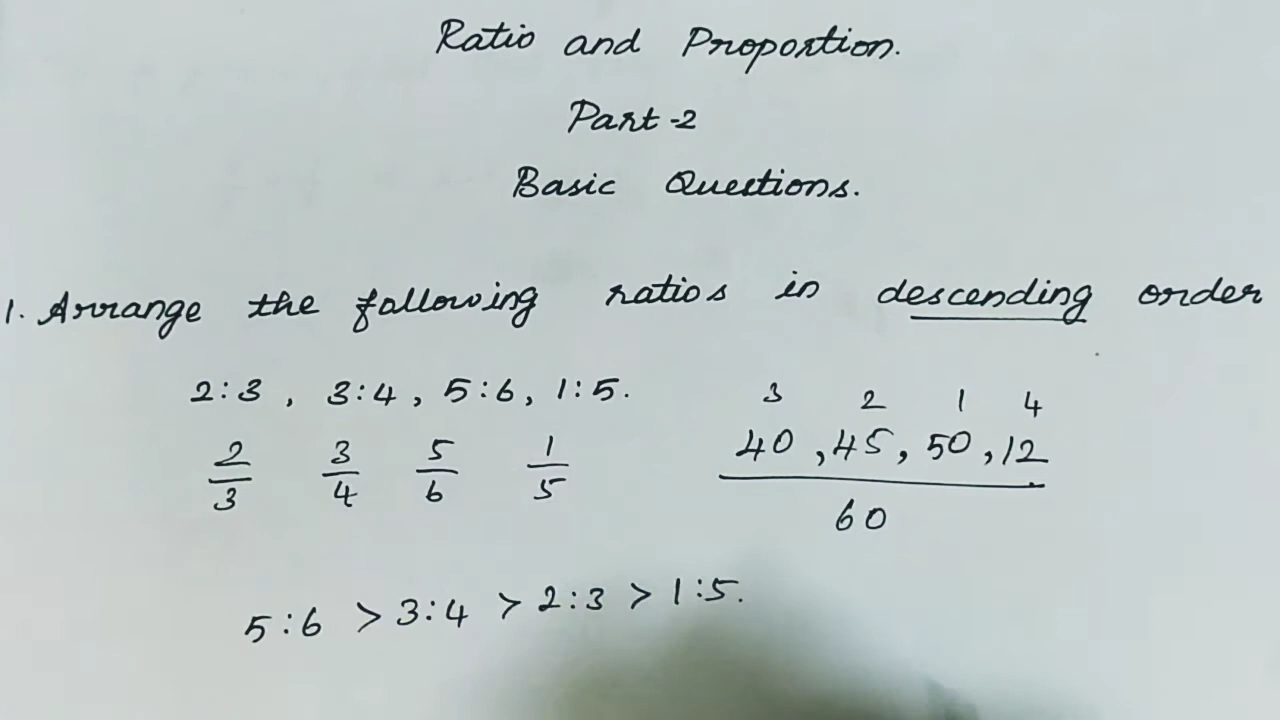 Ratio and Proportion.
Part-2
Basic Questions.
1. Arrange the following ratios in descending order
2:3, 3:4, 5:6, 1:5.
3 2 1 4
40, 45, 50, 12
60
2/3 3/4 5/6 1/5
5:6 > 3:4 > 2:3 > 1:5.